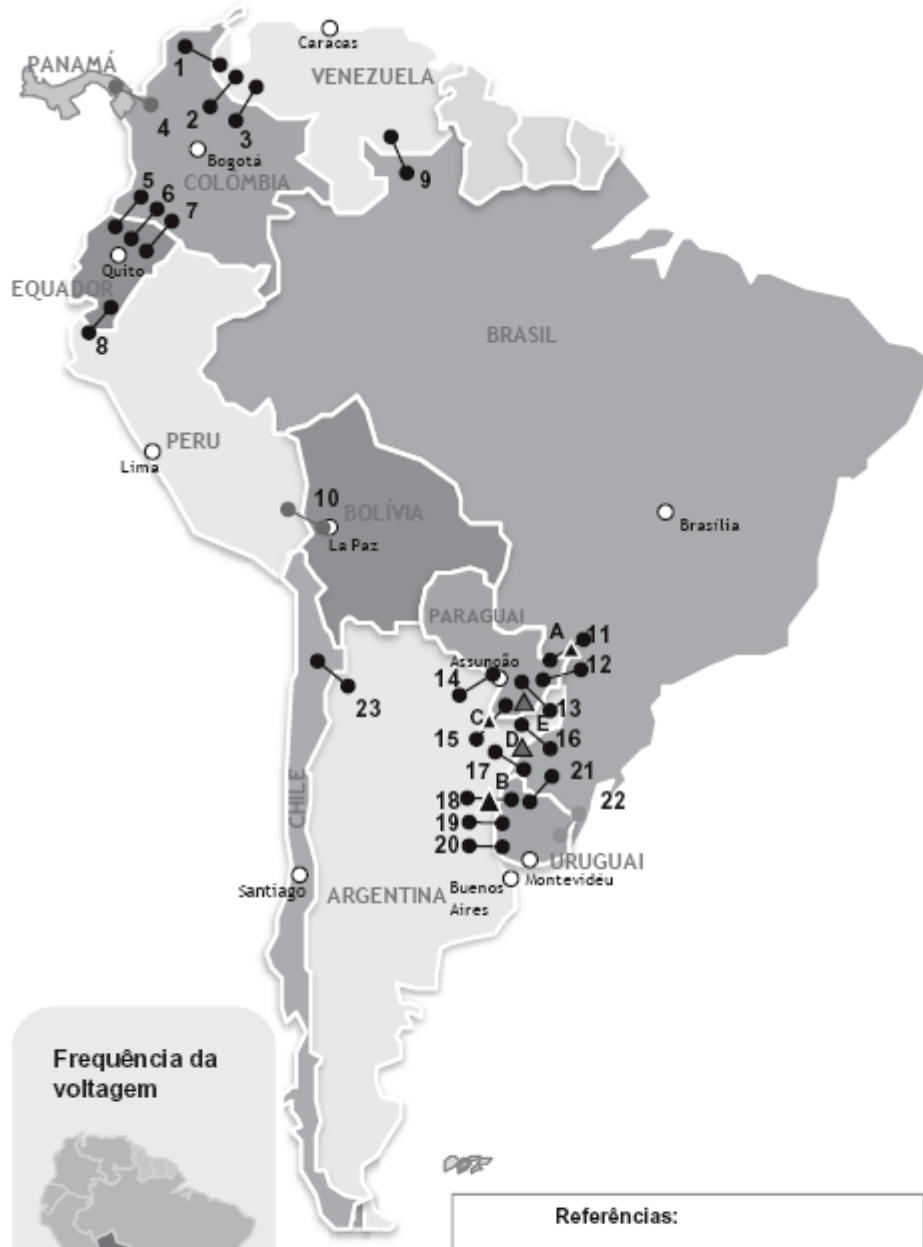 Caracas
PANAMÁ
VENEZUELA
1
2
3
4
Bogotá
COLÔMBIA
9
5
6
7
Quito
EQUADOR
8
BRASIL
PERU
Lima
10
BOLÍVIA
La Paz
Brasília
PARAGUAI
A
11
Assunção
12
14
23
C
E
13
15
D
16
17
21
B
18
22
19
20
CHILE
URUGUAI
Santiago
ARGENTINA
Buenos
Aires
Montevidéu
Frequência da
voltagem
Referências: